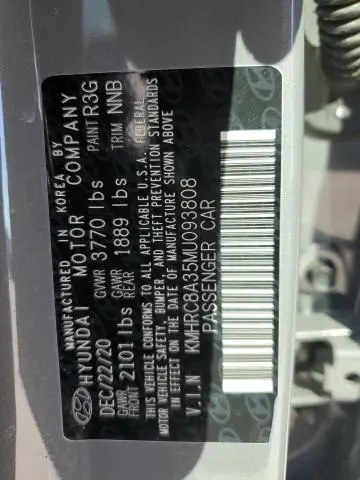 MANUFACTURED IN KOREA BY
HYUNDAI MOTOR COMPANY
DEC/22/20 GVWR 3770 lbs PAINT R3G
GAWR FRONT 2101 lbs GAWR REAR 1889 lbs TRIM NNB
THIS VEHICLE CONFORMS TO ALL APPLICABLE U.S.A. FEDERAL
MOTOR VEHICLE SAFETY, BUMPER, AND THEFT PREVENTION STANDARDS
IN EFFECT ON THE DATE OF MANUFACTURE SHOWN ABOVE
V.I.N KMHRC8A35MU093808
PASSENGER CAR